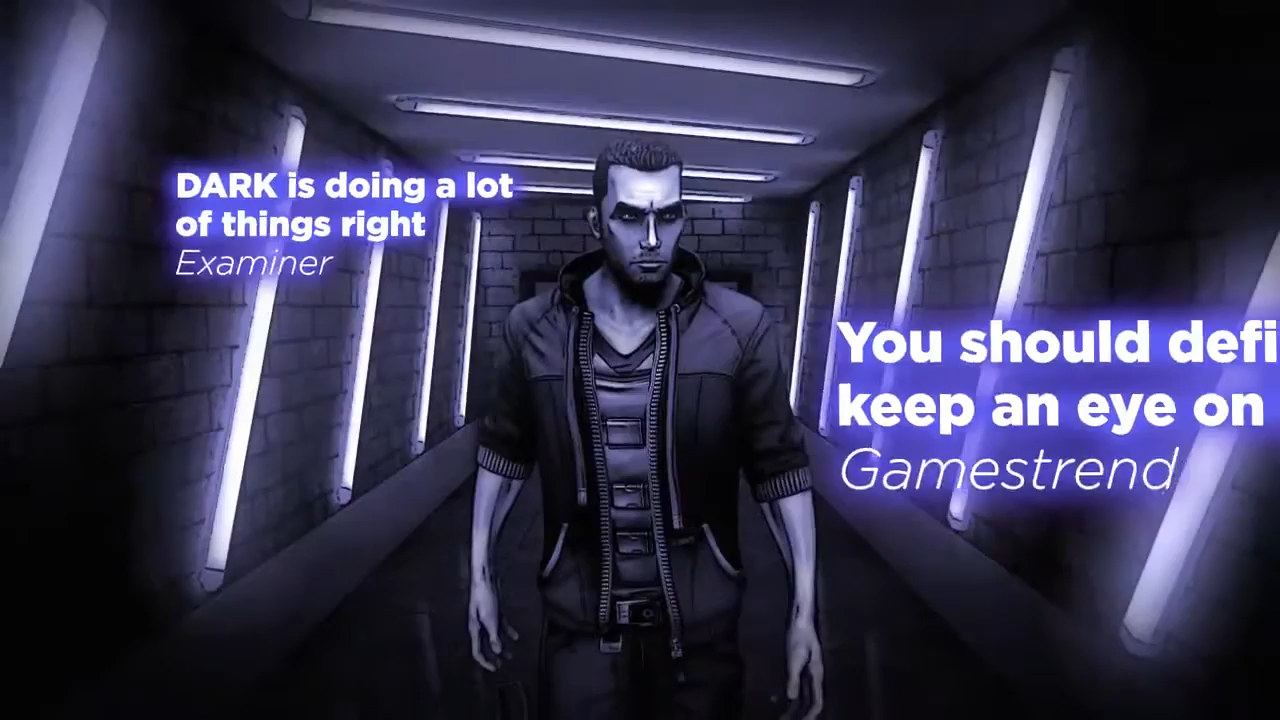 DARK is doing a lot
of things right
Examiner
You should defi
keep an eye on
Gamestrend